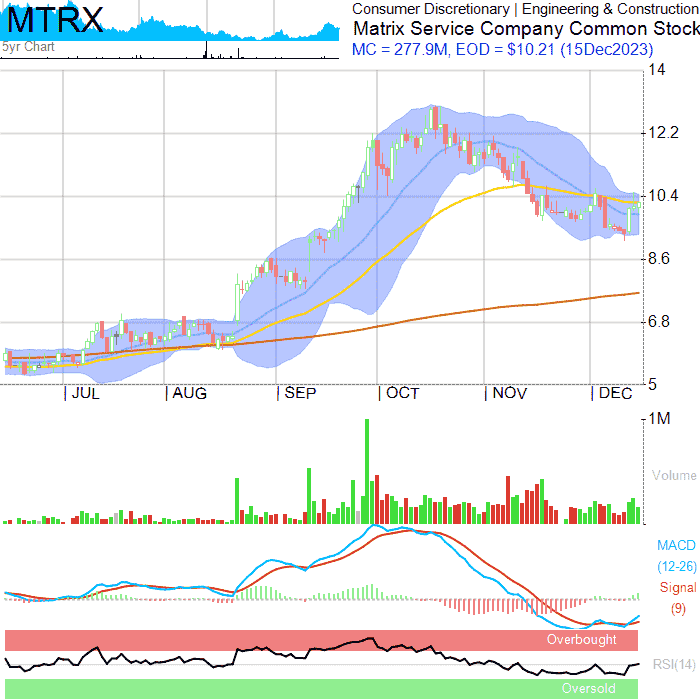 MTRX
5yr Chart
Consumer Discretionary | Engineering & Construction
Matrix Service Company Common Stock
MC = 277.9M, EOD = $10.21 (15Dec2023)
14
12.2
10.4
8.6
6.8
5
| JUL | AUG | SEP | OCT | NOV | DEC
1M
Volume
MACD
(12-26)
Signal
(9)
Overbought
RSI(14)
Oversold